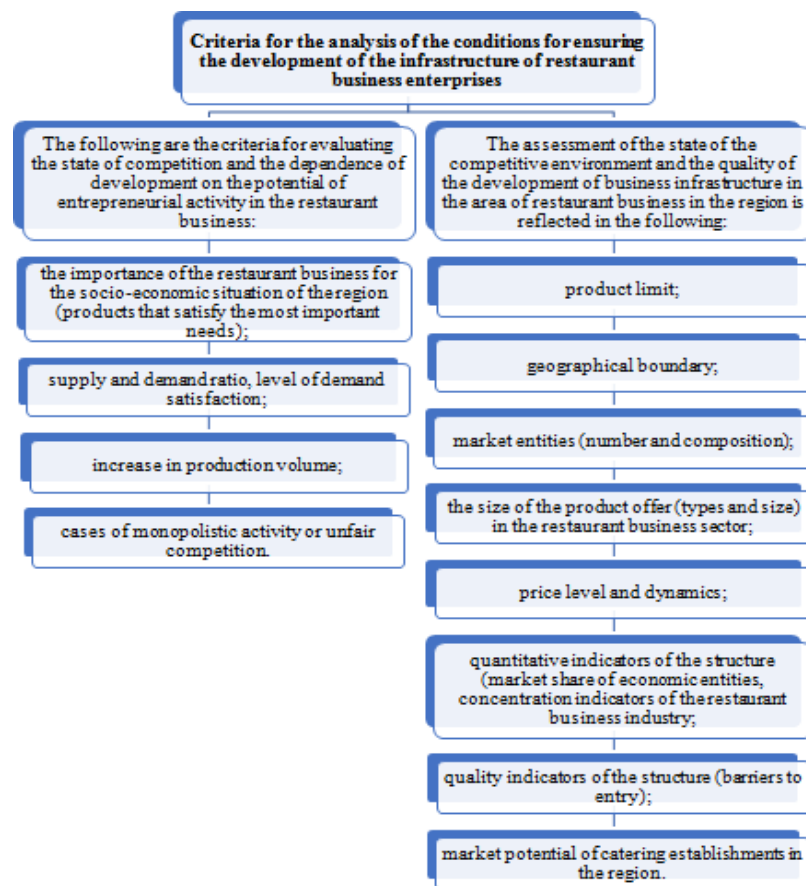 Criteria for the analysis of the conditions for ensuring
the development of the infrastructure of restaurant
business enterprises
The following are the criteria for evaluating
the state of competition and the dependence of
development on the potential of
entrepreneurial activity in the restaurant
business:
the importance of the restaurant business for
the socio-economic situation of the region
(products that satisfy the most important
needs);
supply and demand ratio, level of demand
satisfaction;
increase in production volume;
cases of monopolistic activity or unfair
competition.
The assessment of the state of the
competitive environment and the quality of
the development of business infrastructure in
the area of restaurant business in the region is
reflected in the following:
product limit;
geographical boundary;
market entities (number and composition);
the size of the product offer (types and size)
in the restaurant business sector;
price level and dynamics;
quantitative indicators of the structure
(market share of economic entities,
concentration indicators of the restaurant
business industry;
quality indicators of the structure (barriers to
entry);
market potential of catering establishments in
the region.